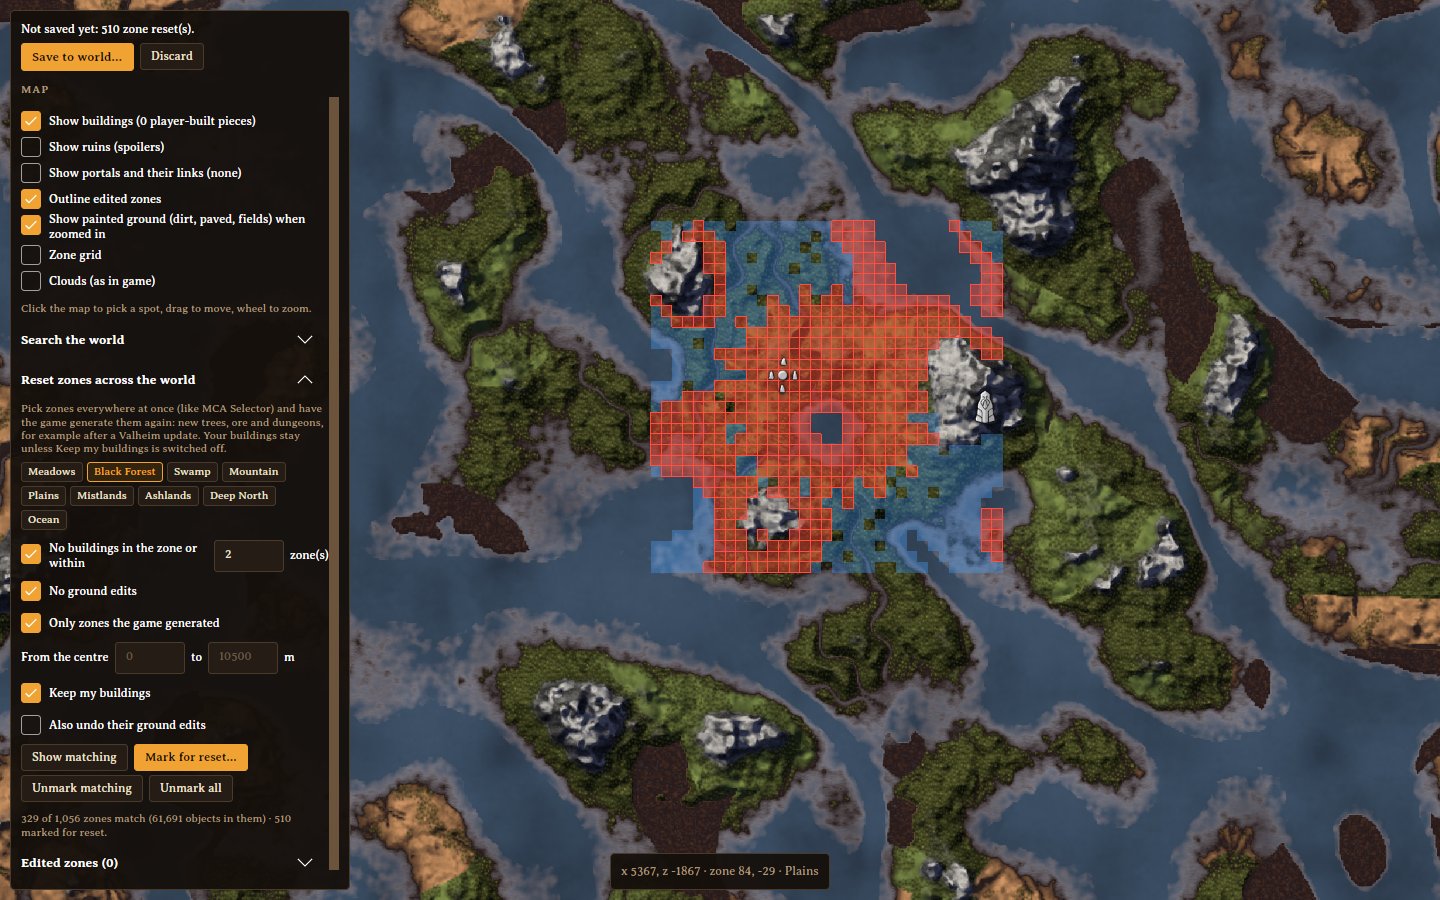 Not saved yet: 510 zone reset(s).
Save to world...
Discard
MAP
Show buildings (0 player-built pieces)
Show ruins (spoilers)
Show portals and their links (none)
Outline edited zones
Show painted ground (dirt, paved, fields) when
zoomed in
Zone grid
Clouds (as in game)
Click the map to pick a spot, drag to move, wheel to zoom.
Search the world
Reset zones across the world
Pick zones everywhere at once (like MCA Selector) and have
the game generate them again: new trees, ore and dungeons,
for example after a Valheim update. Your buildings stay
unless Keep my buildings is switched off.
Meadows Black Forest Swamp Mountain
Plains Mistlands Ashlands Deep North
Ocean
No buildings in the zone or
within
2 zone(s)
No ground edits
Only zones the game generated
From the centre 0 to 10500 m
Keep my buildings
Also undo their ground edits
Show matching Mark for reset...
Unmark matching Unmark all
329 of 1,056 zones match (61,691 objects in them) · 510
marked for reset.
Edited zones (0)
x 5367, z -1867 · zone 84, -29 · Plains